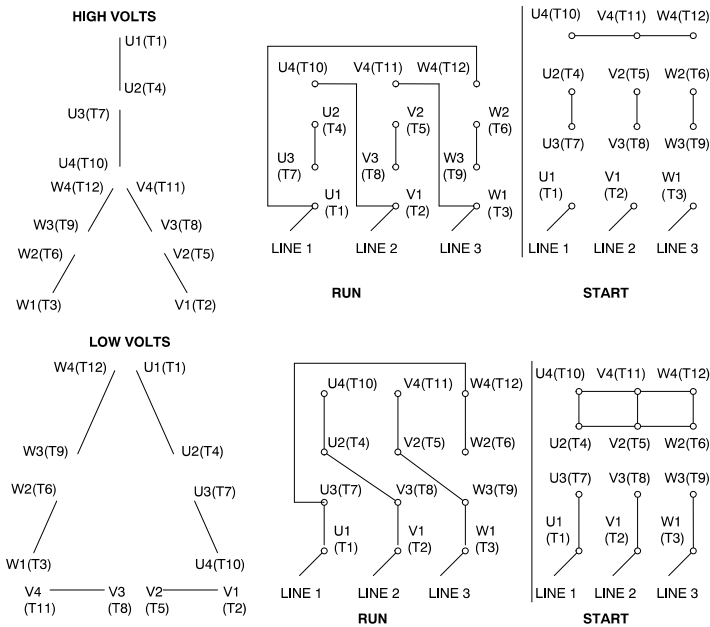 HIGH VOLTS
U1(T1)
U2(T4)
U3(T7)
U4(T10)
W4(T12)
V4(T11)
W3(T9)
V3(T8)
W2(T6)
V2(T5)
W1(T3)
V1(T2)
U4(T10)
V4(T11)
W4(T12)
U2
(T4)
V2
(T5)
W2
(T6)
U3
(T7)
V3
(T8)
W3
(T9)
U1
(T1)
V1
(T2)
W1
(T3)
LINE 1
LINE 2
LINE 3
RUN
U4(T10)
V4(T11)
W4(T12)
U2(T4)
V2(T5)
W2(T6)
U3(T7)
V3(T8)
W3(T9)
U1
(T1)
V1
(T2)
W1
(T3)
LINE 1
LINE 2
LINE 3
START
LOW VOLTS
W4(T12)
U1(T1)
W3(T9)
U2(T4)
W2(T6)
U3(T7)
W1(T3)
U4(T10)
V4
(T11)
V3
(T8)
V2
(T5)
V1
(T2)
U4(T10)
V4(T11)
W4(T12)
U2(T4)
V2(T5)
W2(T6)
U3(T7)
V3(T8)
W3(T9)
U1
(T1)
V1
(T2)
W1
(T3)
LINE 1
LINE 2
LINE 3
RUN
U4(T10)
V4(T11)
W4(T12)
U2(T4)
V2(T5)
W2(T6)
U3(T7)
V3(T8)
W3(T9)
U1
(T1)
V1
(T2)
W1
(T3)
LINE 1
LINE 2
LINE 3
START